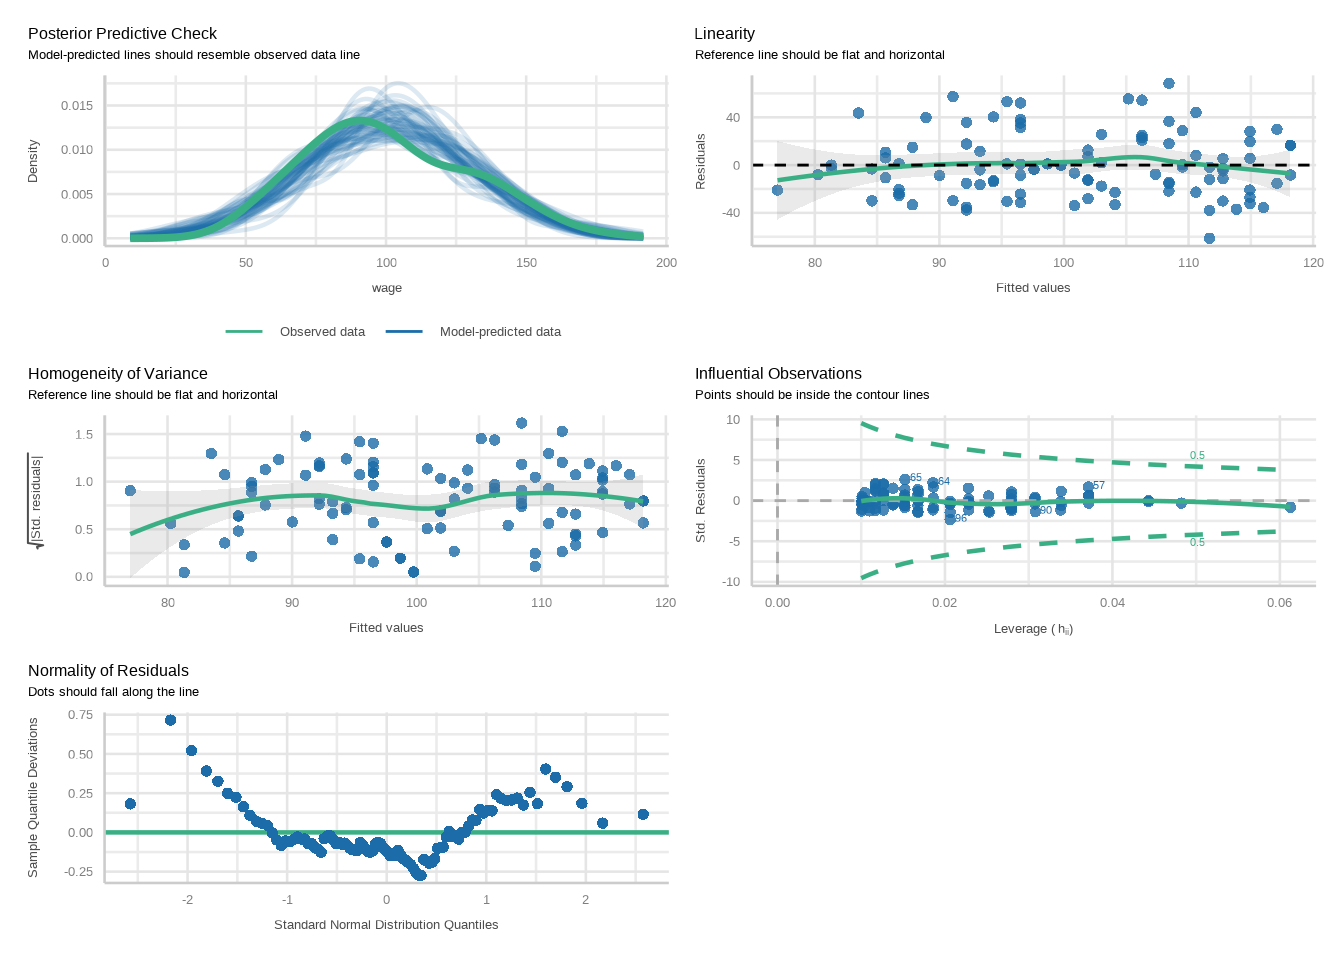 Posterior Predictive Check
Model-predicted lines should resemble observed data line
Density
0.015
0.010
0.005
0.000
0
50
100
150
200
wage
Observed data
Model-predicted data
Linearity
Reference line should be flat and horizontal
Residuals
40
0
-40
80
90
100
110
120
Fitted values
Homogeneity of Variance
Reference line should be flat and horizontal
√|Std. residuals|
1.5
1.0
0.5
0.0
80
90
100
110
120
Fitted values
Influential Observations
Points should be inside the contour lines
Std. Residuals
10
5
0
-5
-10
0.5
65
64
57
96
90
0.5
0.00
0.02
0.04
0.06
Leverage ( hii)
Normality of Residuals
Dots should fall along the line
Sample Quantile Deviations
0.75
0.50
0.25
0.00
-0.25
-2
-1
0
1
2
Standard Normal Distribution Quantiles